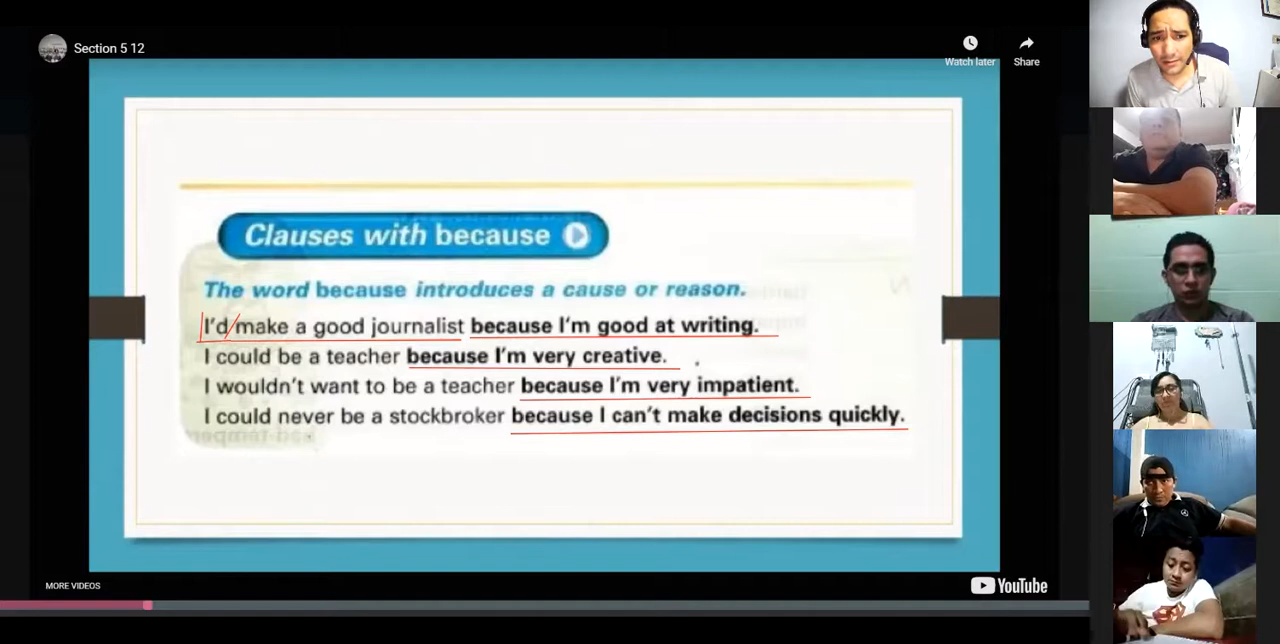 Section 5 12
Watch later
Share
Clauses with because
The word because introduces a cause or reason.
I'd make a good journalist because I'm good at writing.
I could be a teacher because I'm very creative.
I wouldn't want to be a teacher because I'm very impatient.
I could never be a stockbroker because I can't make decisions quickly.
MORE VIDEOS
YouTube